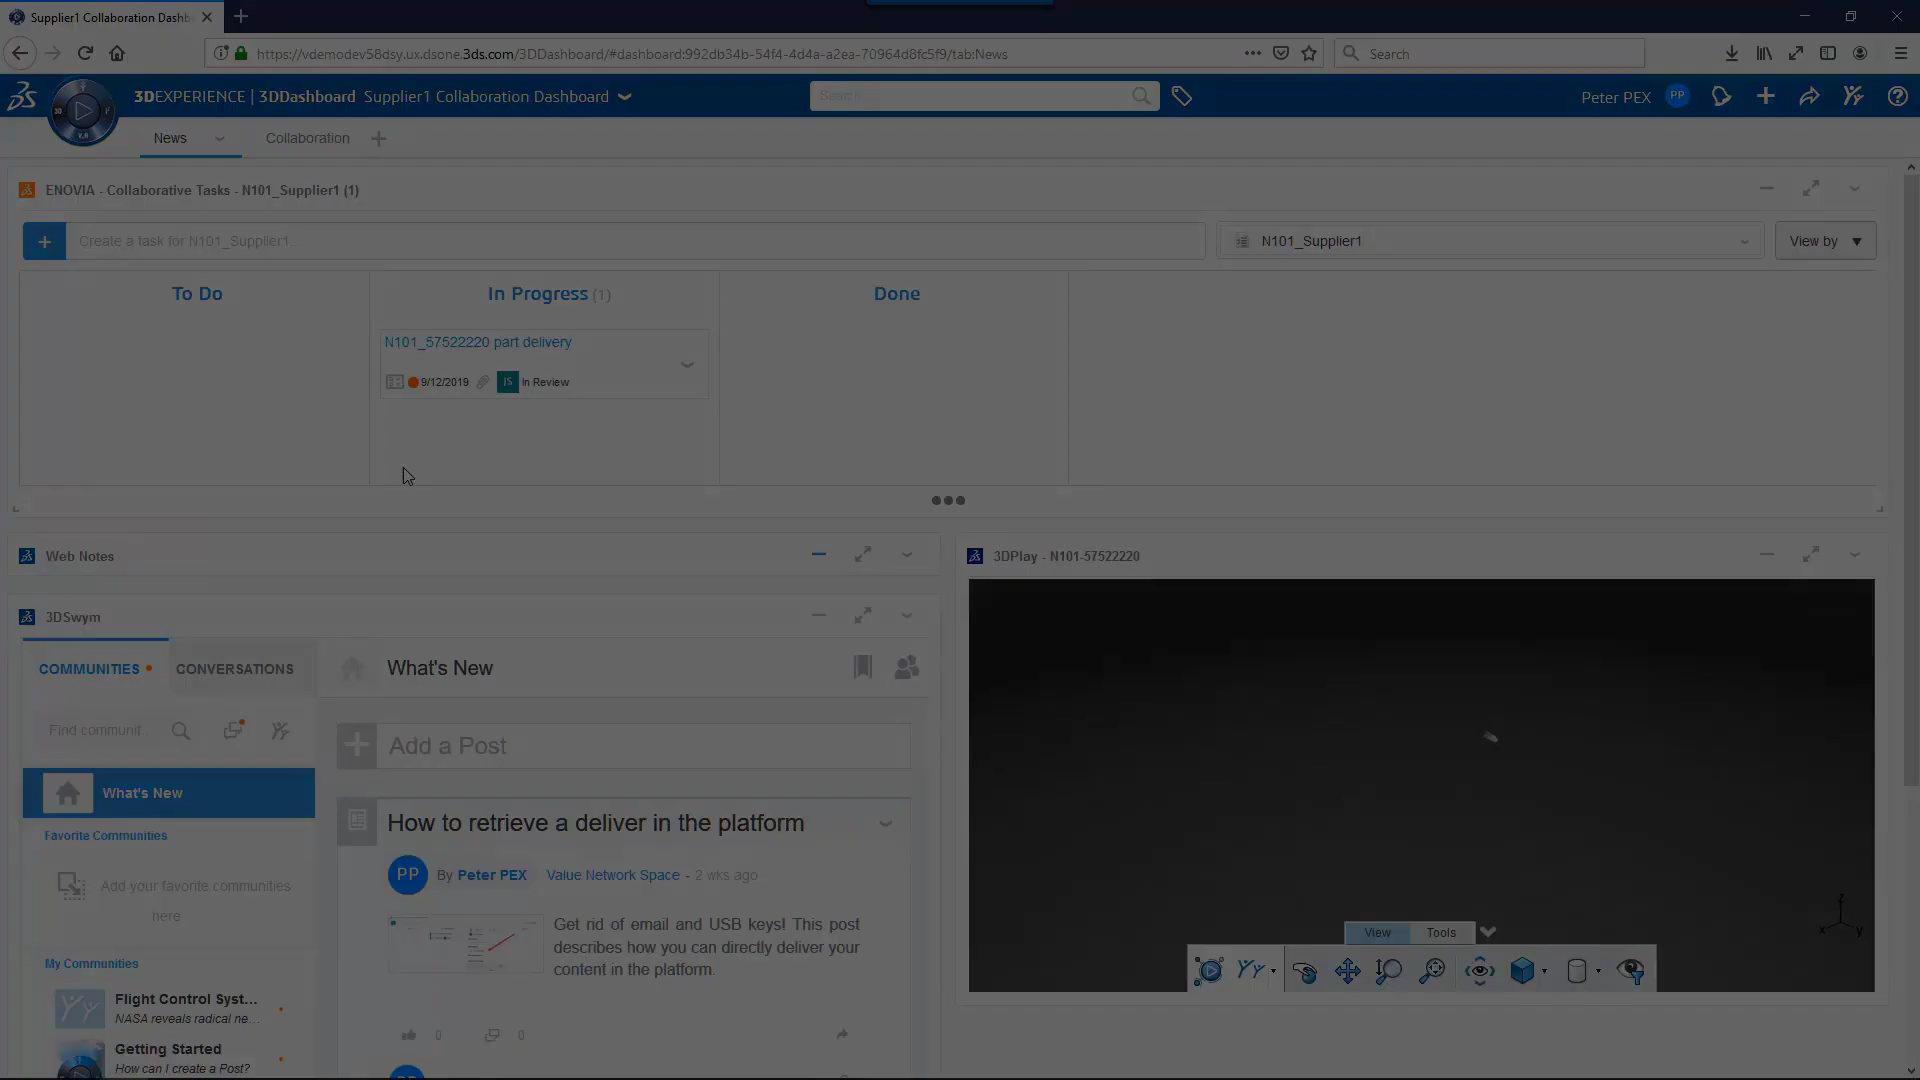 Supplier1 Collaboration Dashb
https://vdemodev58dsy.ux.dsone.3ds.com/3DDashboard/#dashboard:992db34b-54f4-4d4a-a2ea-70964d8fc5f9/tab:News
Search
3DEXPERIENCE | 3DDashboard Supplier1 Collaboration Dashboard
Search
Peter PEX
PP
News
Collaboration
ENOVIA - Collaborative Tasks - N101_Supplier1 (1)
Create a task for N101_Supplier1
N101_Supplier1
View by
To Do
In Progress (1)
Done
N101_57522220 part delivery
9/12/2019
JS
In Review
Web Notes
3DPlay - N101-57522220
3DSwym
COMMUNITIES
CONVERSATIONS
What's New
Find communit
Add a Post
What's New
How to retrieve a deliver in the platform
Favorite Communities
PP
By Peter PEX
Value Network Space - 2 wks ago
Add your favorite communities
here
Get rid of email and USB keys! This post
describes how you can directly deliver your
content in the platform.
My Communities
Flight Control Syst...
NASA reveals radical ne...
0
0
Getting Started
How can I create a Post?
View
Tools
z
x
y